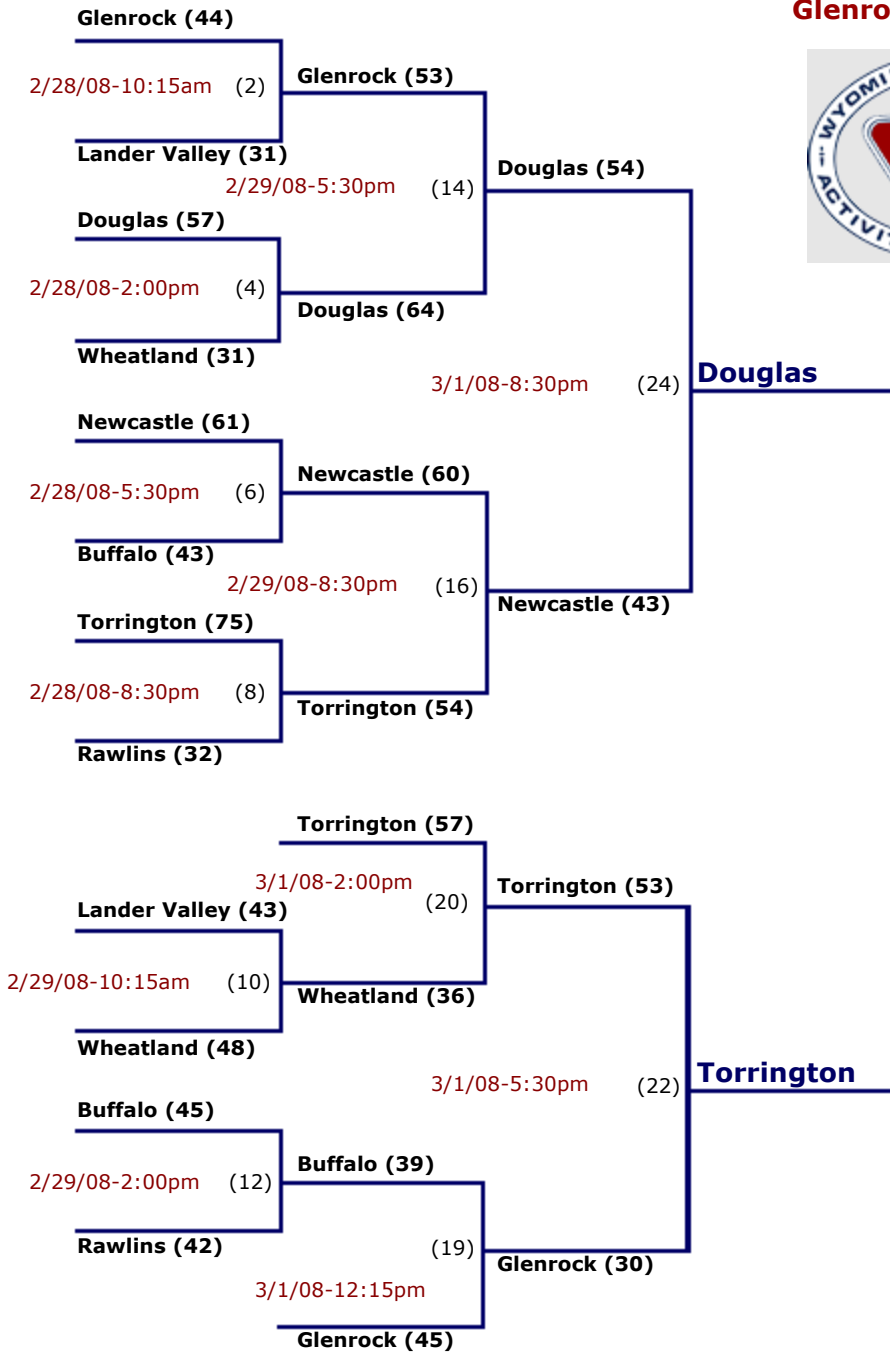 Glenrock (44)
2/28/08-10:15am (2)
Glenrock (53)
Lander Valley (31)
2/29/08-5:30pm (14)
Douglas (54)
Douglas (57)
2/28/08-2:00pm (4)
Douglas (64)
Wheatland (31)
3/1/08-8:30pm (24)
Douglas
Newcastle (61)
2/28/08-5:30pm (6)
Newcastle (60)
Buffalo (43)
2/29/08-8:30pm (16)
Newcastle (43)
Torrington (75)
2/28/08-8:30pm (8)
Torrington (54)
Rawlins (32)
Torrington (57)
3/1/08-2:00pm (20)
Torrington (53)
Lander Valley (43)
2/29/08-10:15am (10)
Wheatland (36)
Wheatland (48)
3/1/08-5:30pm (22)
Torrington
Buffalo (45)
2/29/08-2:00pm (12)
Buffalo (39)
Rawlins (42)
(19)
Glenrock (30)
3/1/08-12:15pm
Glenrock (45)